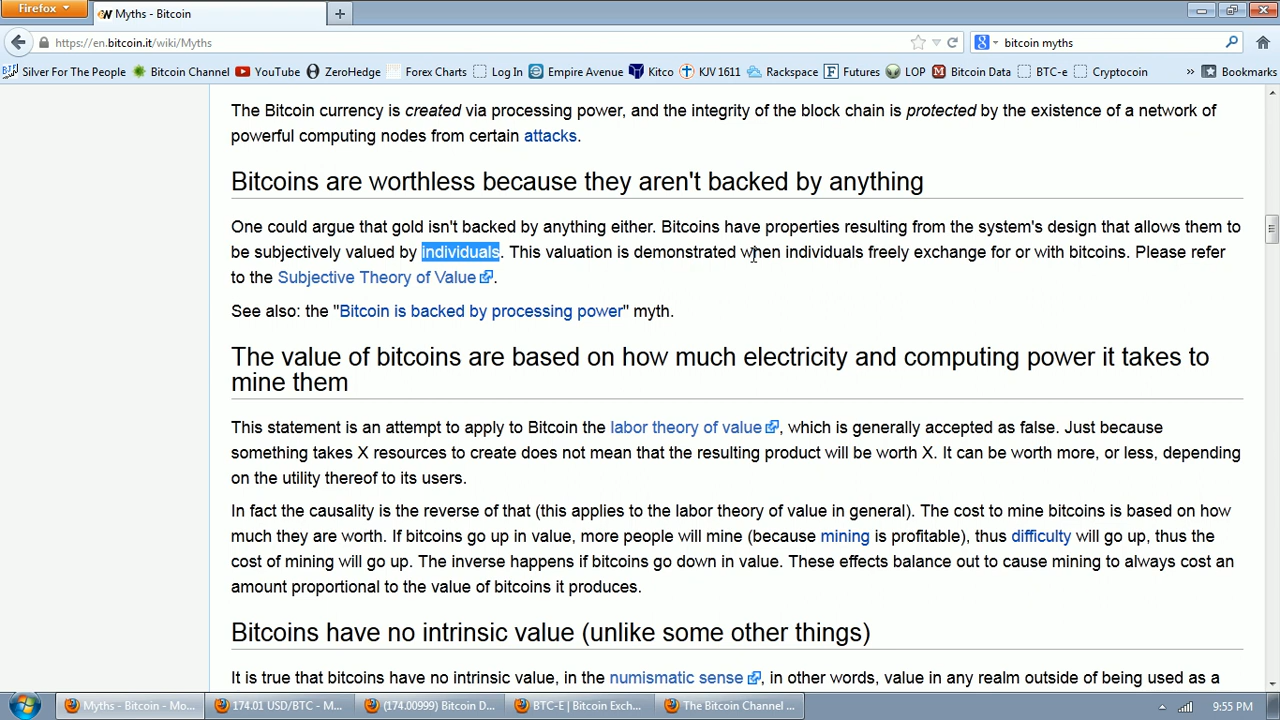 Firefox
Myths - Bitcoin
https://en.bitcoin.it/wiki/Myths
bitcoin myths
Silver For The People Bitcoin Channel YouTube ZeroHedge Forex Charts Log In Empire Avenue Kitco KJV 1611 Rackspace Futures LOP Bitcoin Data BTC-e Cryptocoin » Bookmarks
The Bitcoin currency is created via processing power, and the integrity of the block chain is protected by the existence of a network of
powerful computing nodes from certain attacks.
Bitcoins are worthless because they aren't backed by anything
One could argue that gold isn't backed by anything either. Bitcoins have properties resulting from the system's design that allows them to
be subjectively valued by individuals. This valuation is demonstrated when individuals freely exchange for or with bitcoins. Please refer
to the Subjective Theory of Value.
See also: the "Bitcoin is backed by processing power" myth.
The value of bitcoins are based on how much electricity and computing power it takes to
mine them
This statement is an attempt to apply to Bitcoin the labor theory of value, which is generally accepted as false. Just because
something takes X resources to create does not mean that the resulting product will be worth X. It can be worth more, or less, depending
on the utility thereof to its users.
In fact the causality is the reverse of that (this applies to the labor theory of value in general). The cost to mine bitcoins is based on how
much they are worth. If bitcoins go up in value, more people will mine (because mining is profitable), thus difficulty will go up, thus the
cost of mining will go up. The inverse happens if bitcoins go down in value. These effects balance out to cause mining to always cost an
amount proportional to the value of bitcoins it produces.
Bitcoins have no intrinsic value (unlike some other things)
It is true that bitcoins have no intrinsic value, in the numismatic sense, in other words, value in any realm outside of being used as a
Myths - Bitcoin - Mo... 174.01 USD/BTC - M... (174.00999) Bitcoin D... BTC-E | Bitcoin Exch... The Bitcoin Channel ... 9:55 PM